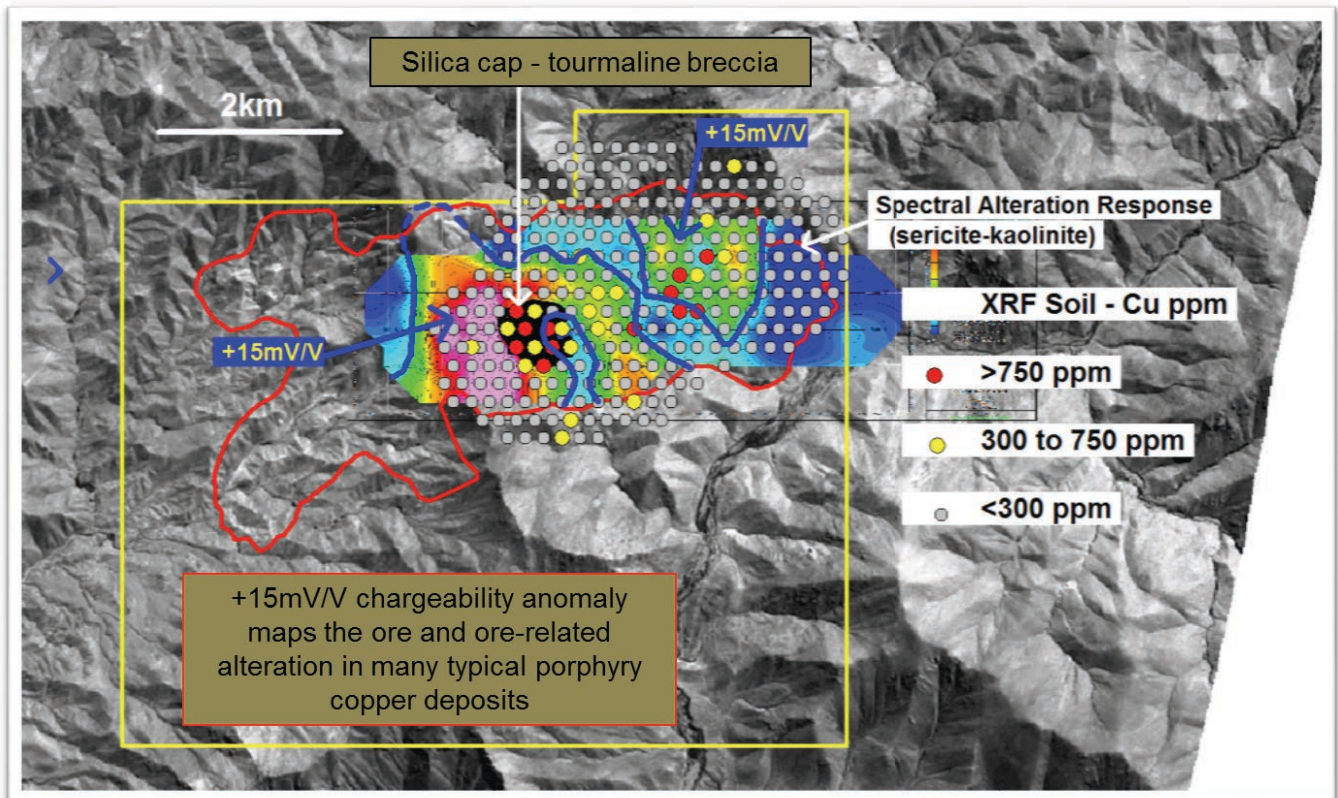 Silica cap - tourmaline breccia
2km
+15mV/V
Spectral Alteration Response
(sericite-kaolinite)
XRF Soil - Cu ppm
+15mV/V
>750 ppm
300 to 750 ppm
<300 ppm
+15mV/V chargeability anomaly
maps the ore and ore-related
alteration in many typical porphyry
copper deposits